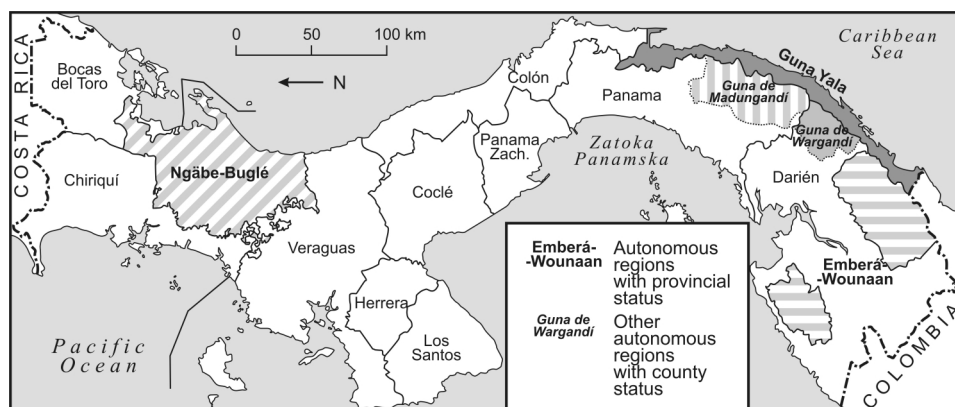 COSTA RICA
Bocas
del Toro
0 50 100 km
N
Caribbean
Sea
Colón
Panama
Guna Yala
Guna de
Madungandí
Guna de
Wargandí
Chiriquí
Ngäbe-Buglé
Coclé
Panama
Zach.
Zatoka
Panamska
Darién
Veraguas
Herrera
Los
Santos
Pacific
Ocean
Emberá-
-Wounaan
COLOMBIA
Emberá-
-Wounaan
Autonomous
regions
with provincial
status
Guna de
Wargandí
Other
autonomous
regions
with county
status